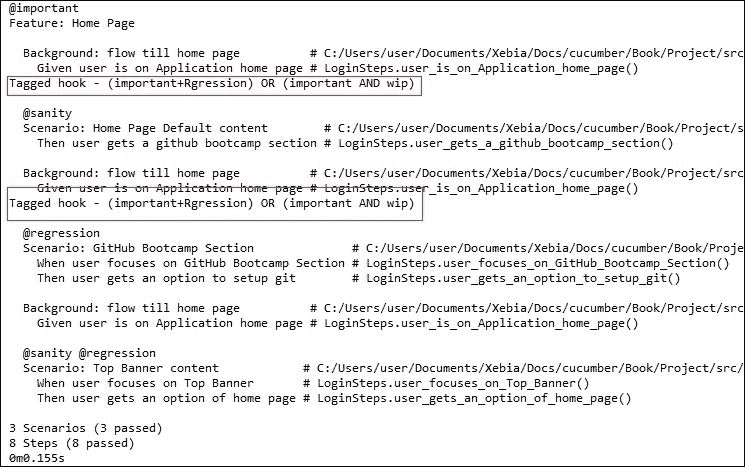 @important
Feature: Home Page
Background: flow till home page # C:/Users/user/Documents/Xebia/Docs/cucumber/Book/Project/src
Given user is on Application home page # LoginSteps.user_is_on_Application_home_page()
Tagged hook - (important+Rgression) OR (important AND wip)
@sanity
Scenario: Home Page Default content # C:/Users/user/Documents/Xebia/Docs/cucumber/Book/Project/s
Then user gets a github bootcamp section # LoginSteps.user_gets_a_github_bootcamp_section()
Background: flow till home page # C:/Users/user/Documents/Xebia/Docs/cucumber/Book/Project/src
Given user is on Application home page # LoginSteps.user_is_on_Application_home_page()
Tagged hook - (important+Rgression) OR (important AND wip)
@regression
Scenario: GitHub Bootcamp Section # C:/Users/user/Documents/Xebia/Docs/cucumber/Book/Proje
When user focuses on GitHub Bootcamp Section # LoginSteps.user_focuses_on_GitHub_Bootcamp_Section()
Then user gets an option to setup git # LoginSteps.user_gets_an_option_to_setup_git()
Background: flow till home page # C:/Users/user/Documents/Xebia/Docs/cucumber/Book/Project/src
Given user is on Application home page # LoginSteps.user_is_on_Application_home_page()
@sanity @regression
Scenario: Top Banner content # C:/Users/user/Documents/Xebia/Docs/cucumber/Book/Project/src/
When user focuses on Top Banner # LoginSteps.user_focuses_on_Top_Banner()
Then user gets an option of home page # LoginSteps.user_gets_an_option_of_home_page()
3 Scenarios (3 passed)
8 Steps (8 passed)
0m0.155s